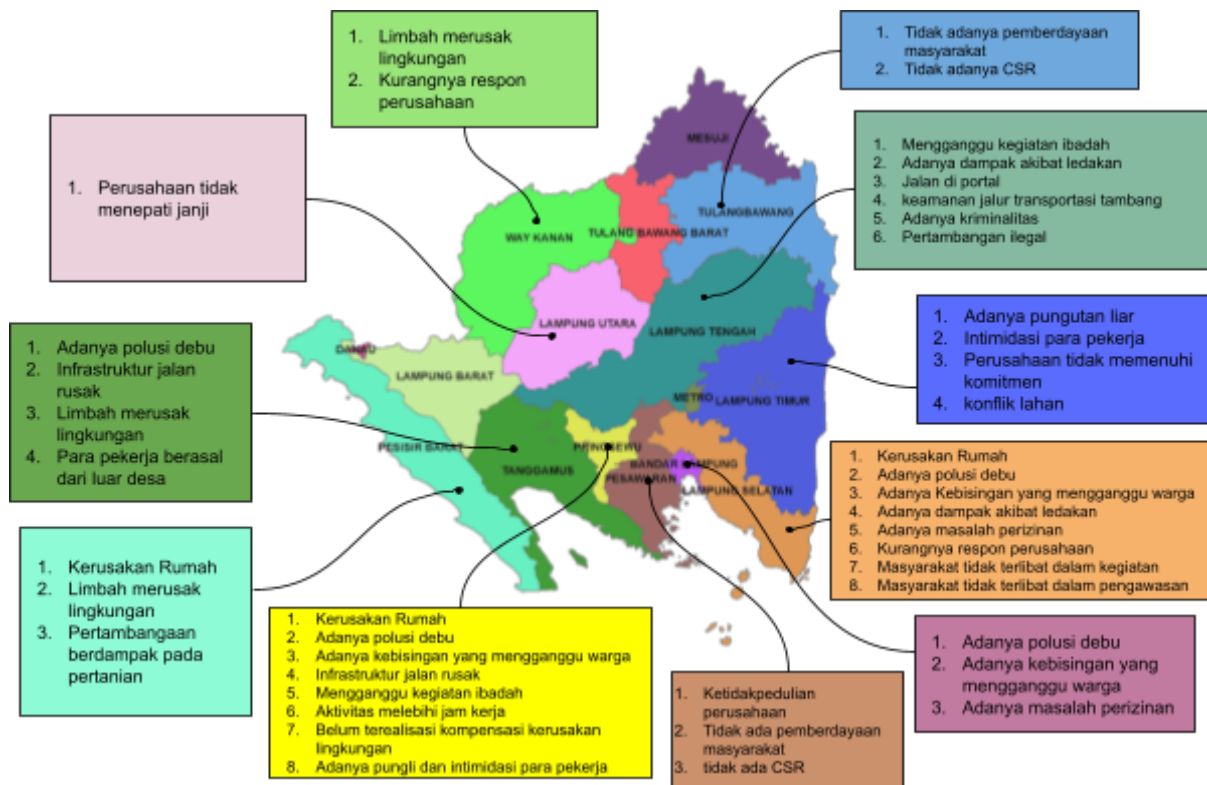 1. Limbah merusak
lingkungan
2. Kurangnya respon
perusahaan
1. Tidak adanya pemberdayaan
masyarakat
2. Tidak adanya CSR
1. Perusahaan tidak
menepati janji
1. Mengganggu kegiatan ibadah
2. Adanya dampak akibat ledakan
3. Jalan di portal
4. keamanan jalur transportasi tambang
5. Adanya kriminalitas
6. Pertambangan ilegal
MESUJI
TULANGBAWANG
WAY KANAN
TULANG BAWANG BARAT
LAMPUNG UTARA
LAMPUNG TENGAH
LAMPUNG BARAT
METRO
LAMPUNG TIMUR
PESISIR BARAT
TANGGAMUS
PRINGSEWU
BANDAR LAMPUNG
PESAWARAN
LAMPUNG SELATAN
1. Adanya polusi debu
2. Infrastruktur jalan
rusak
3. Limbah merusak
lingkungan
4. Para pekerja berasal
dari luar desa
1. Adanya pungutan liar
2. Intimidasi para pekerja
3. Perusahaan tidak memenuhi
komitmen
4. konflik lahan
1. Kerusakan Rumah
2. Adanya polusi debu
3. Adanya Kebisingan yang mengganggu warga
4. Adanya dampak akibat ledakan
5. Adanya masalah perizinan
6. Kurangnya respon perusahaan
7. Masyarakat tidak terlibat dalam kegiatan
8. Masyarakat tidak terlibat dalam pengawasan
1. Kerusakan Rumah
2. Limbah merusak
lingkungan
3. Pertambangaan
berdampak pada
pertanian
1. Kerusakan Rumah
2. Adanya polusi debu
3. Adanya kebisingan yang mengganggu warga
4. Infrastruktur jalan rusak
5. Mengganggu kegiatan ibadah
6. Aktivitas melebihi jam kerja
7. Belum terealisasi kompensasi kerusakan
lingkungan
8. Adanya pungli dan intimidasi para pekerja
1. Ketidakpedulian
perusahaan
2. Tidak ada pemberdayaan
masyarakat
3. tidak ada CSR
1. Adanya polusi debu
2. Adanya kebisingan yang
mengganggu warga
3. Adanya masalah perizinan